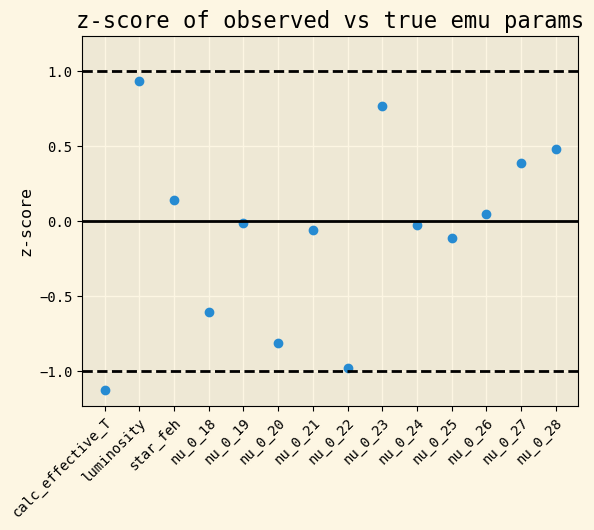 z-score of observed vs true emu params
z-score
1.0
0.5
0.0
−0.5
−1.0
calc_effective_T
luminosity
star_feh
nu_0_18
nu_0_19
nu_0_20
nu_0_21
nu_0_22
nu_0_23
nu_0_24
nu_0_25
nu_0_26
nu_0_27
nu_0_28